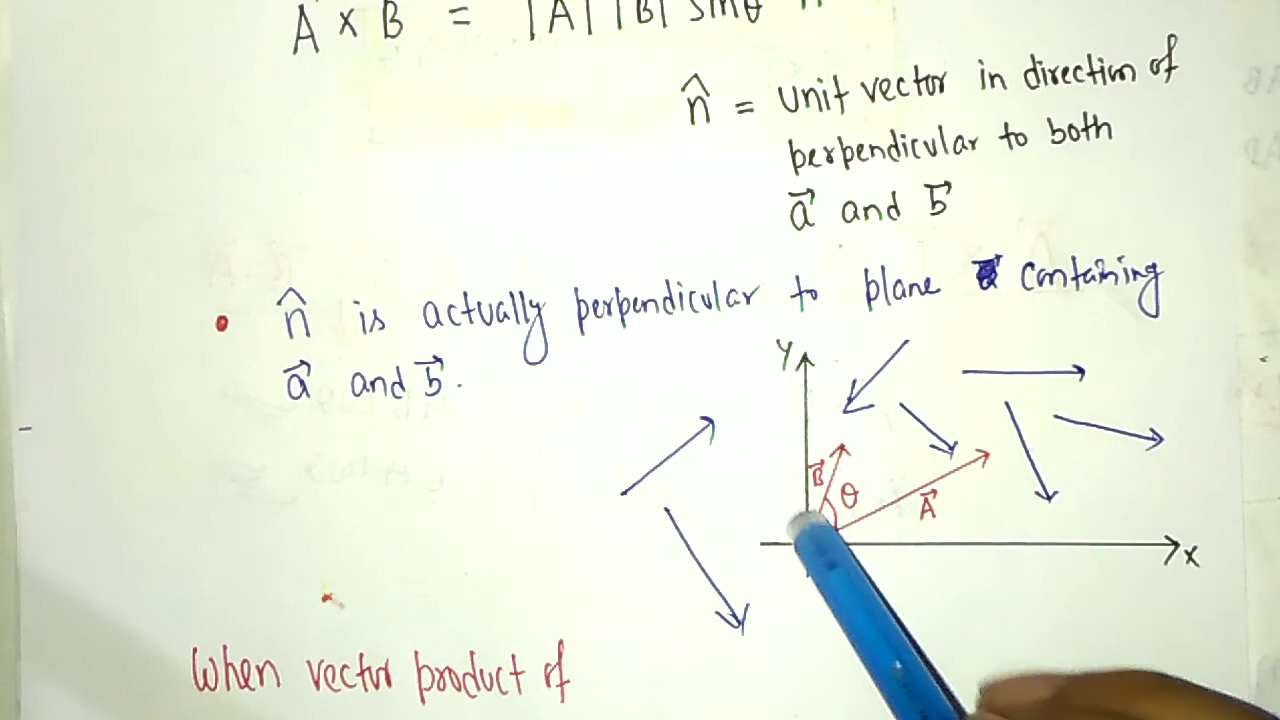 A × B = |A| |B| sinθ n
n̂ = unit vector in direction of
perpendicular to both
a⃗ and b⃗
• n̂ is actually perpendicular to plane containing
a⃗ and b⃗.
Y
B⃗
θ
A⃗
X
When vector product of